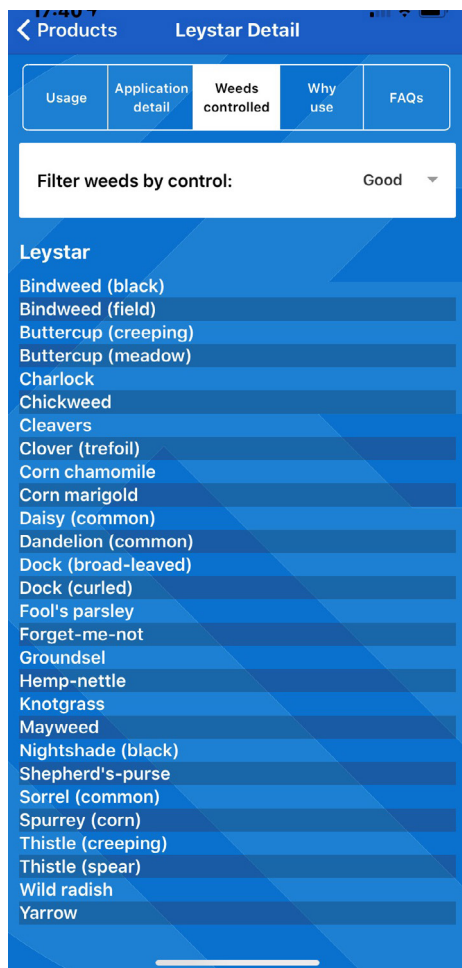 17:40
Products
Leystar Detail
Usage
Application
detail
Weeds
controlled
Why
use
FAQs
Filter weeds by control:
Good
Leystar
Bindweed (black)
Bindweed (field)
Buttercup (creeping)
Buttercup (meadow)
Charlock
Chickweed
Cleavers
Clover (trefoil)
Corn chamomile
Corn marigold
Daisy (common)
Dandelion (common)
Dock (broad-leaved)
Dock (curled)
Fool's parsley
Forget-me-not
Groundsel
Hemp-nettle
Knotgrass
Mayweed
Nightshade (black)
Shepherd's-purse
Sorrel (common)
Spurrey (corn)
Thistle (creeping)
Thistle (spear)
Wild radish
Yarrow